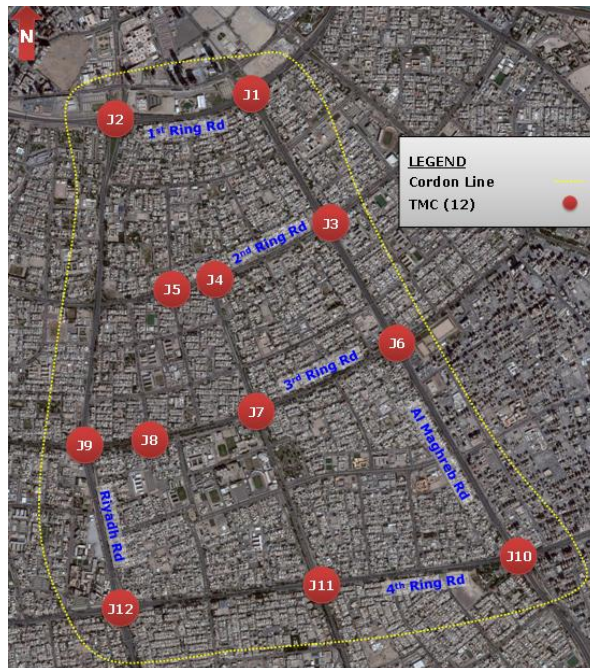 N
J1
J2
1st Ring Rd
LEGEND
Cordon Line
TMC (12)
J3
2nd Ring Rd
J4
J5
J6
3rd Ring Rd
J7
Al Maghreb Rd
J8
J9
Riyadh Rd
J10
4th Ring Rd
J11
J12